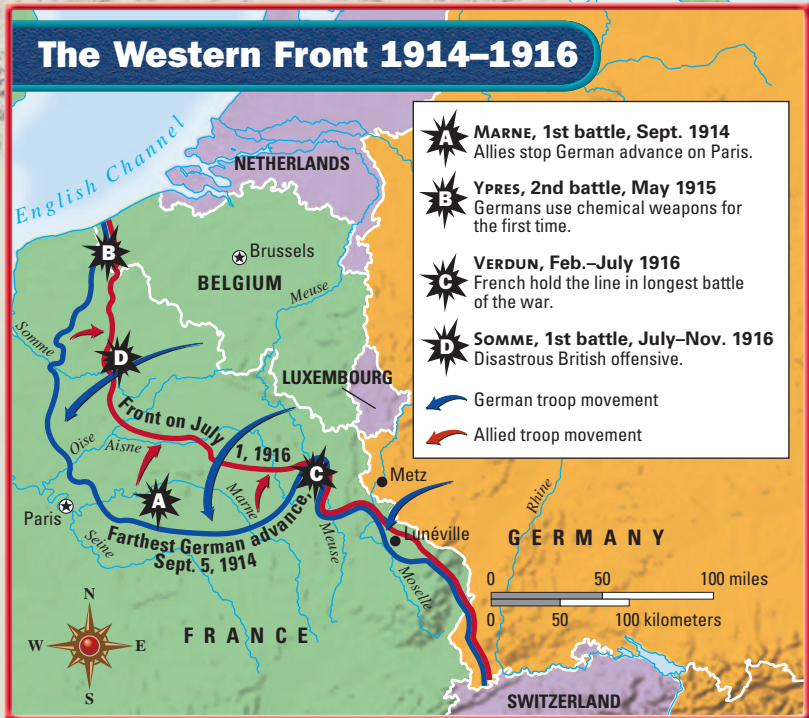 The Western Front 1914–1916
A
MARNE, 1st battle, Sept. 1914
Allies stop German advance on Paris.
B
YPRES, 2nd battle, May 1915
Germans use chemical weapons for
the first time.
C
VERDUN, Feb.–July 1916
French hold the line in longest battle
of the war.
D
SOMME, 1st battle, July–Nov. 1916
Disastrous British offensive.
German troop movement
Allied troop movement
English Channel
NETHERLANDS
B
Brussels
BELGIUM
Meuse
Somme
D
LUXEMBOURG
Front on July
1, 1916
Oise
Aisne
C
Metz
Rhine
Marne
A
Paris
Farthest German advance,
Sept. 5, 1914
Seine
Meuse
Lunéville
GERMANY
Moselle
0 50 100 miles
0 50 100 kilometers
N
W E
S
FRANCE
SWITZERLAND